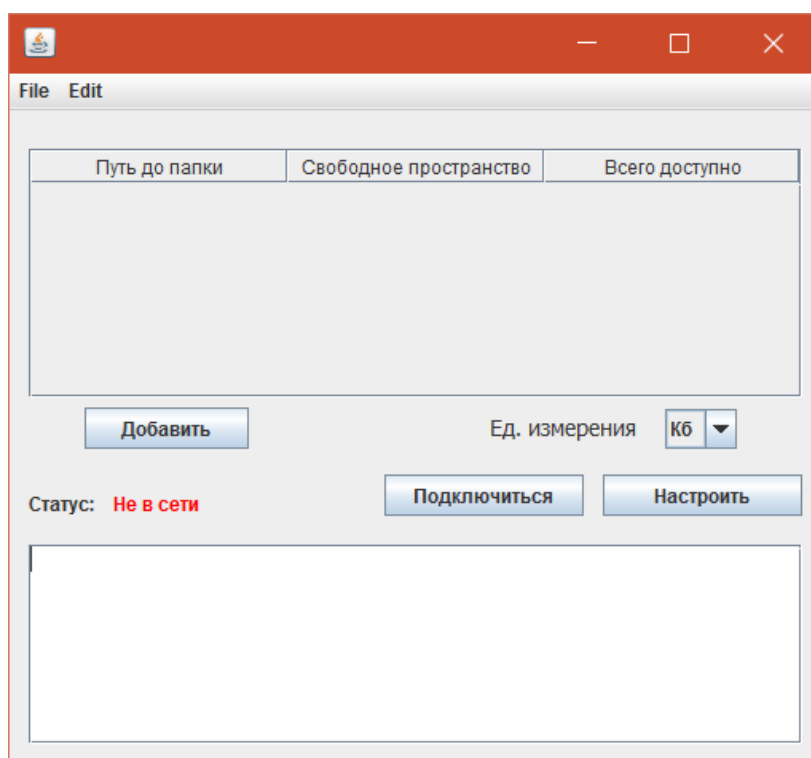 File Edit
Путь до папки Свободное пространство Всего доступно
Добавить Ед. измерения Кб
Статус: Не в сети Подключиться Настроить